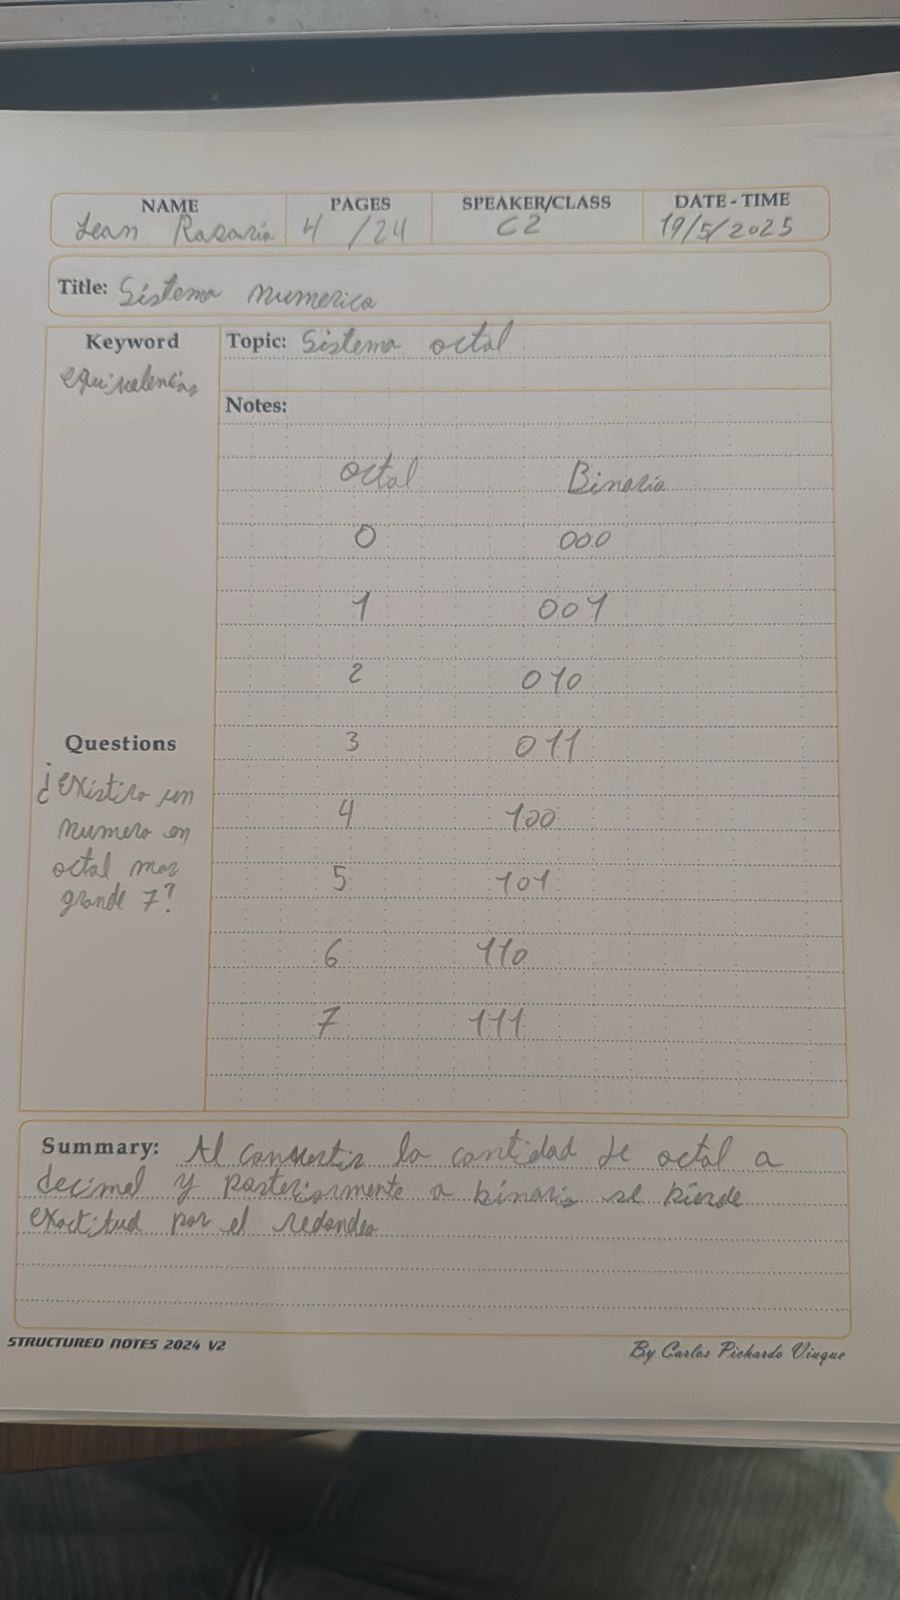 NAME PAGES SPEAKER/CLASS DATE-TIME
Lean Rosario 4 /24 C2 19/5/2025
Title: Sistema numerico
Keyword Topic: Sistema octal
equivalencias
Notes:
octal Binario
0 000
1 001
2 010
3 011
Questions
¿existira un
numero en
octal mas
grande 7?
4 100
5 101
6 110
7 111
Summary: Al convertir la cantidad de octal a
decimal y posteriormente a binario se pierde
exactitud por el redondeo
STRUCTURED NOTES 2024 V2 By Carlos Pichardo Viuque